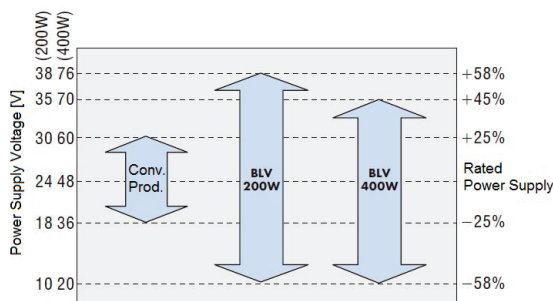 (200W)
(400W)
Power Supply Voltage [V]
38 76
+58%
35 70
+45%
30 60
+25%
Conv.
Prod.
BLV
200W
BLV
400W
24 48
Rated
Power Supply
18 36
-25%
10 20
-58%